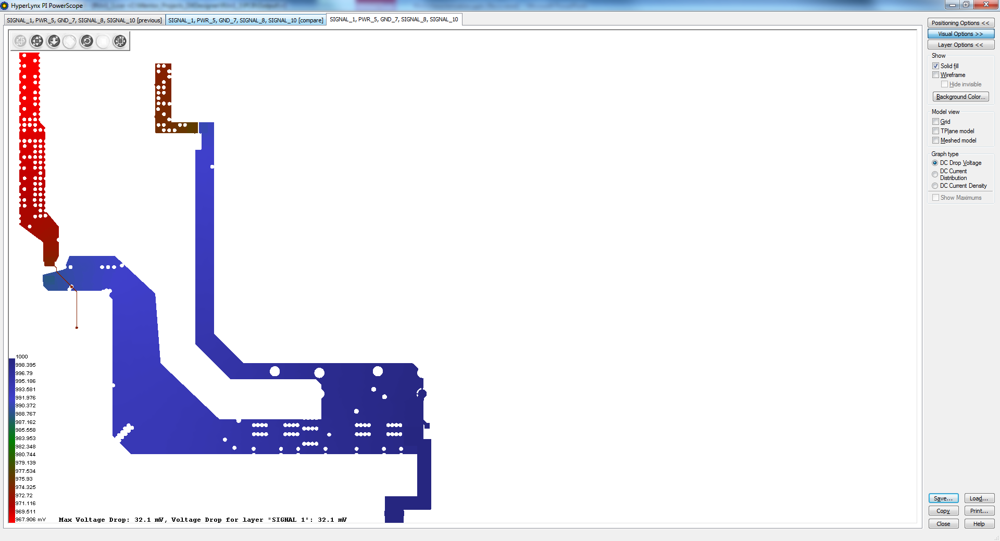 HyperLynx PI PowerScope
SIGNAL_1, PWR_5, GND_7, SIGNAL_8, SIGNAL_10 [previous]
SIGNAL_1, PWR_5, GND_7, SIGNAL_8, SIGNAL_10 [compare]
SIGNAL_1, PWR_5, GND_7, SIGNAL_8, SIGNAL_10
Positioning Options <<
Visual Options >>
Layer Options <<
Show
Solid fill
Wireframe
Hide invisible
Background Color...
Model view
Grid
TPlane model
Meshed model
Graph type
DC Drop Voltage
DC Current
Distribution
DC Current Density
Show Maximums
1000
998.395
996.79
995.186
993.581
991.976
990.372
988.767
987.162
985.558
983.953
982.348
980.744
979.139
977.534
975.93
974.325
972.72
971.116
969.511
967.906 mV
Max Voltage Drop: 32.1 mV, Voltage Drop for layer "SIGNAL 1": 32.1 mV
Save...
Load...
Copy
Print...
Close
Help